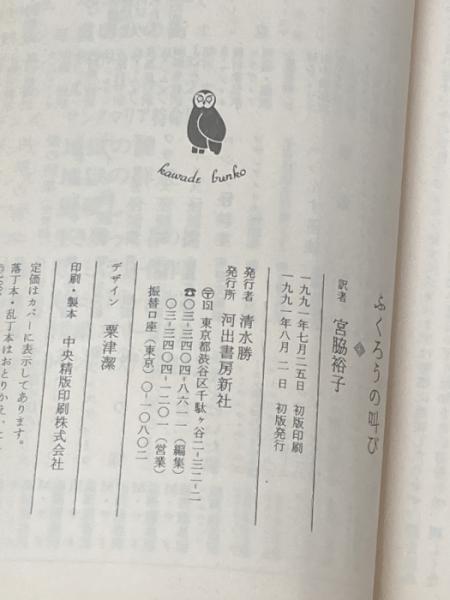 kawade bunko
ふくろうの叫び
訳者 宮脇裕子
一九九一年七月二五日 初版印刷
一九九一年八月二日 初版発行
発行者 清水勝
発行所 河出書房新社
〒151 東京都渋谷区千駄ヶ谷二-三二-二
☎〇三-三四〇四-八六一一（編集）
〇三-三四〇四-一二〇一（営業）
振替口座（東京）〇-一〇八〇二
デザイン 粟津潔
印刷・製本 中央精版印刷株式会社
定価はカバーに表示してあります。
落丁本・乱丁本はおとりかえいたし